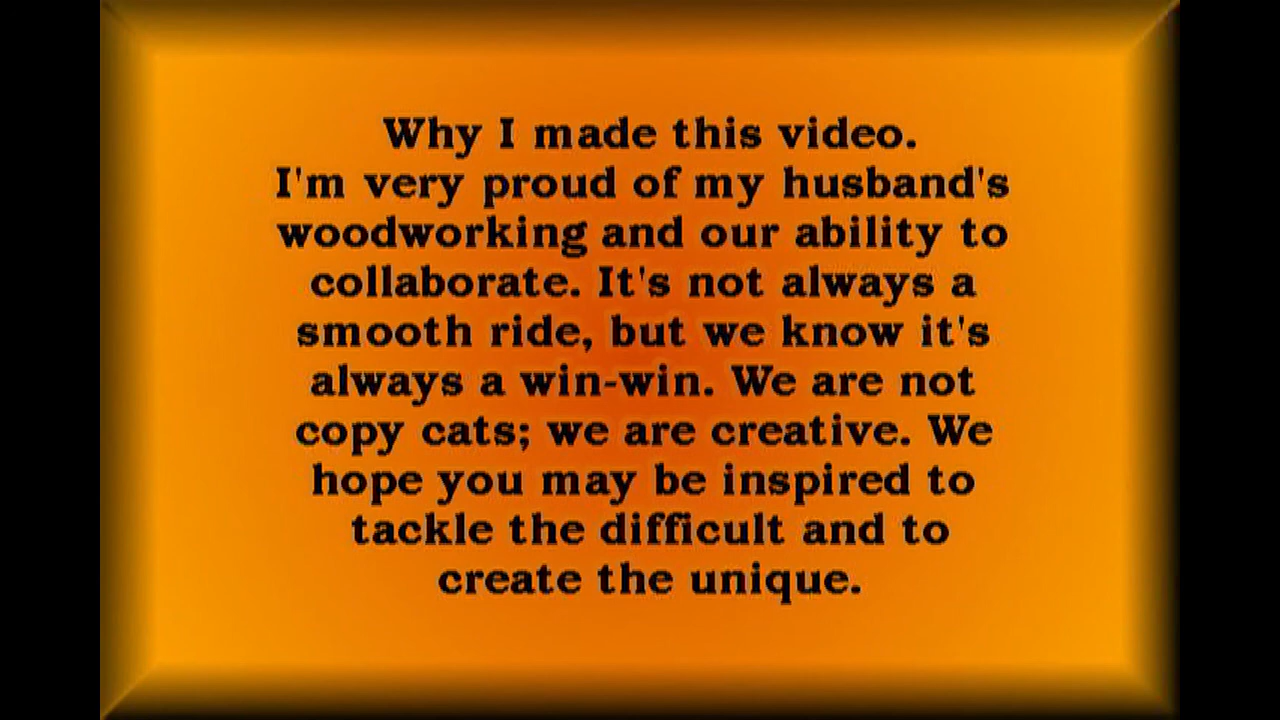 Why I made this video.
I'm very proud of my husband's
woodworking and our ability to
collaborate. It's not always a
smooth ride, but we know it's
always a win-win. We are not
copy cats; we are creative. We
hope you may be inspired to
tackle the difficult and to
create the unique.